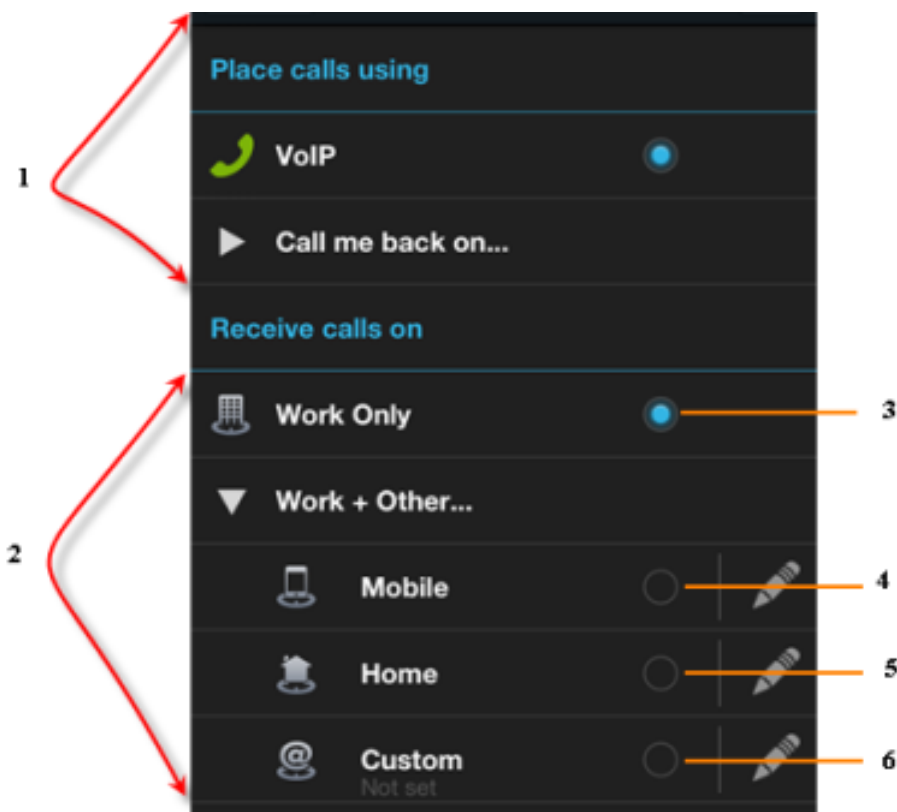 Place calls using
1
VoIP
Call me back on...
Receive calls on
Work Only
3
Work + Other...
2
Mobile
4
Home
5
Custom
6
Not set